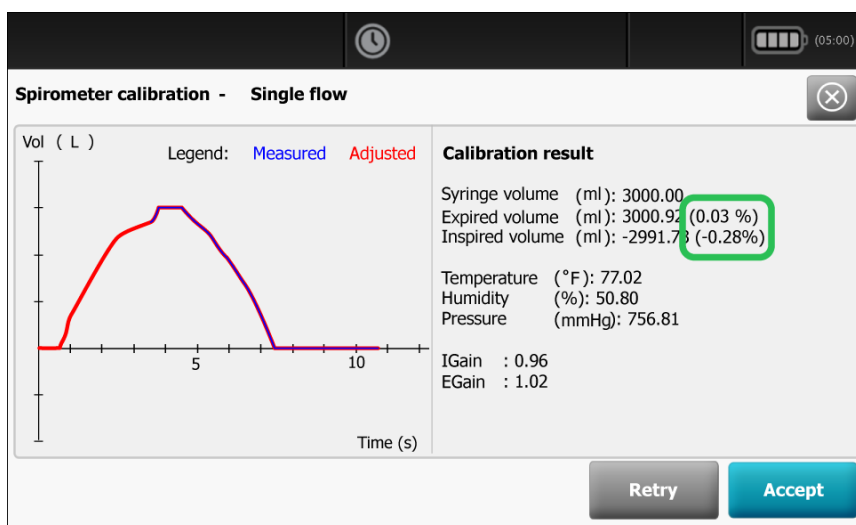 (05:00)
Spirometer calibration - Single flow
Vol ( L )
Legend: Measured Adjusted
5
10
Time (s)
Calibration result
Syringe volume (ml): 3000.00
Expired volume (ml): 3000.92 (0.03 %)
Inspired volume (ml): -2991.73 (-0.28%)
Temperature (°F): 77.02
Humidity (%): 50.80
Pressure (mmHg): 756.81
IGain : 0.96
EGain : 1.02
Retry
Accept